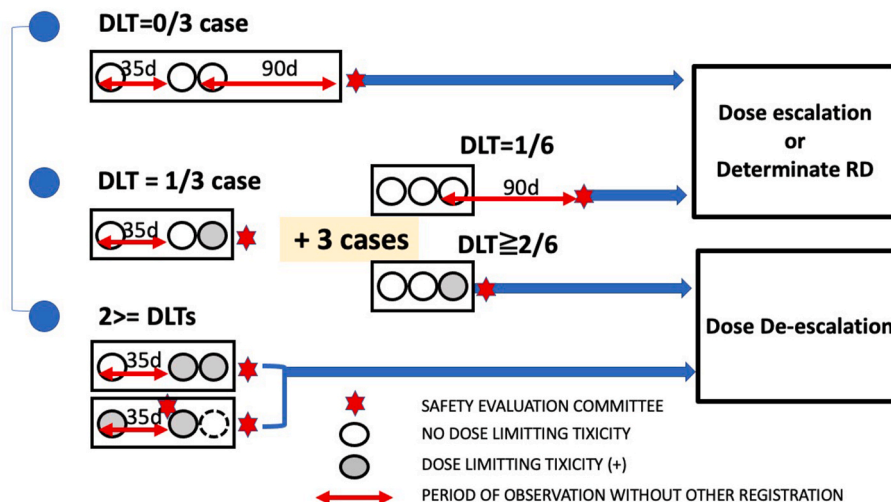 DLT=0/3 case
35d
90d
Dose escalation
or
Determinate RD
DLT=1/6
DLT = 1/3 case
90d
35d
+ 3 cases
DLT≧2/6
2>= DLTs
Dose De-escalation
35d
35d
SAFETY EVALUATION COMMITTEE
NO DOSE LIMITTING TIXICITY
DOSE LIMITTING TIXICITY (+)
PERIOD OF OBSERVATION WITHOUT OTHER REGISTRATION